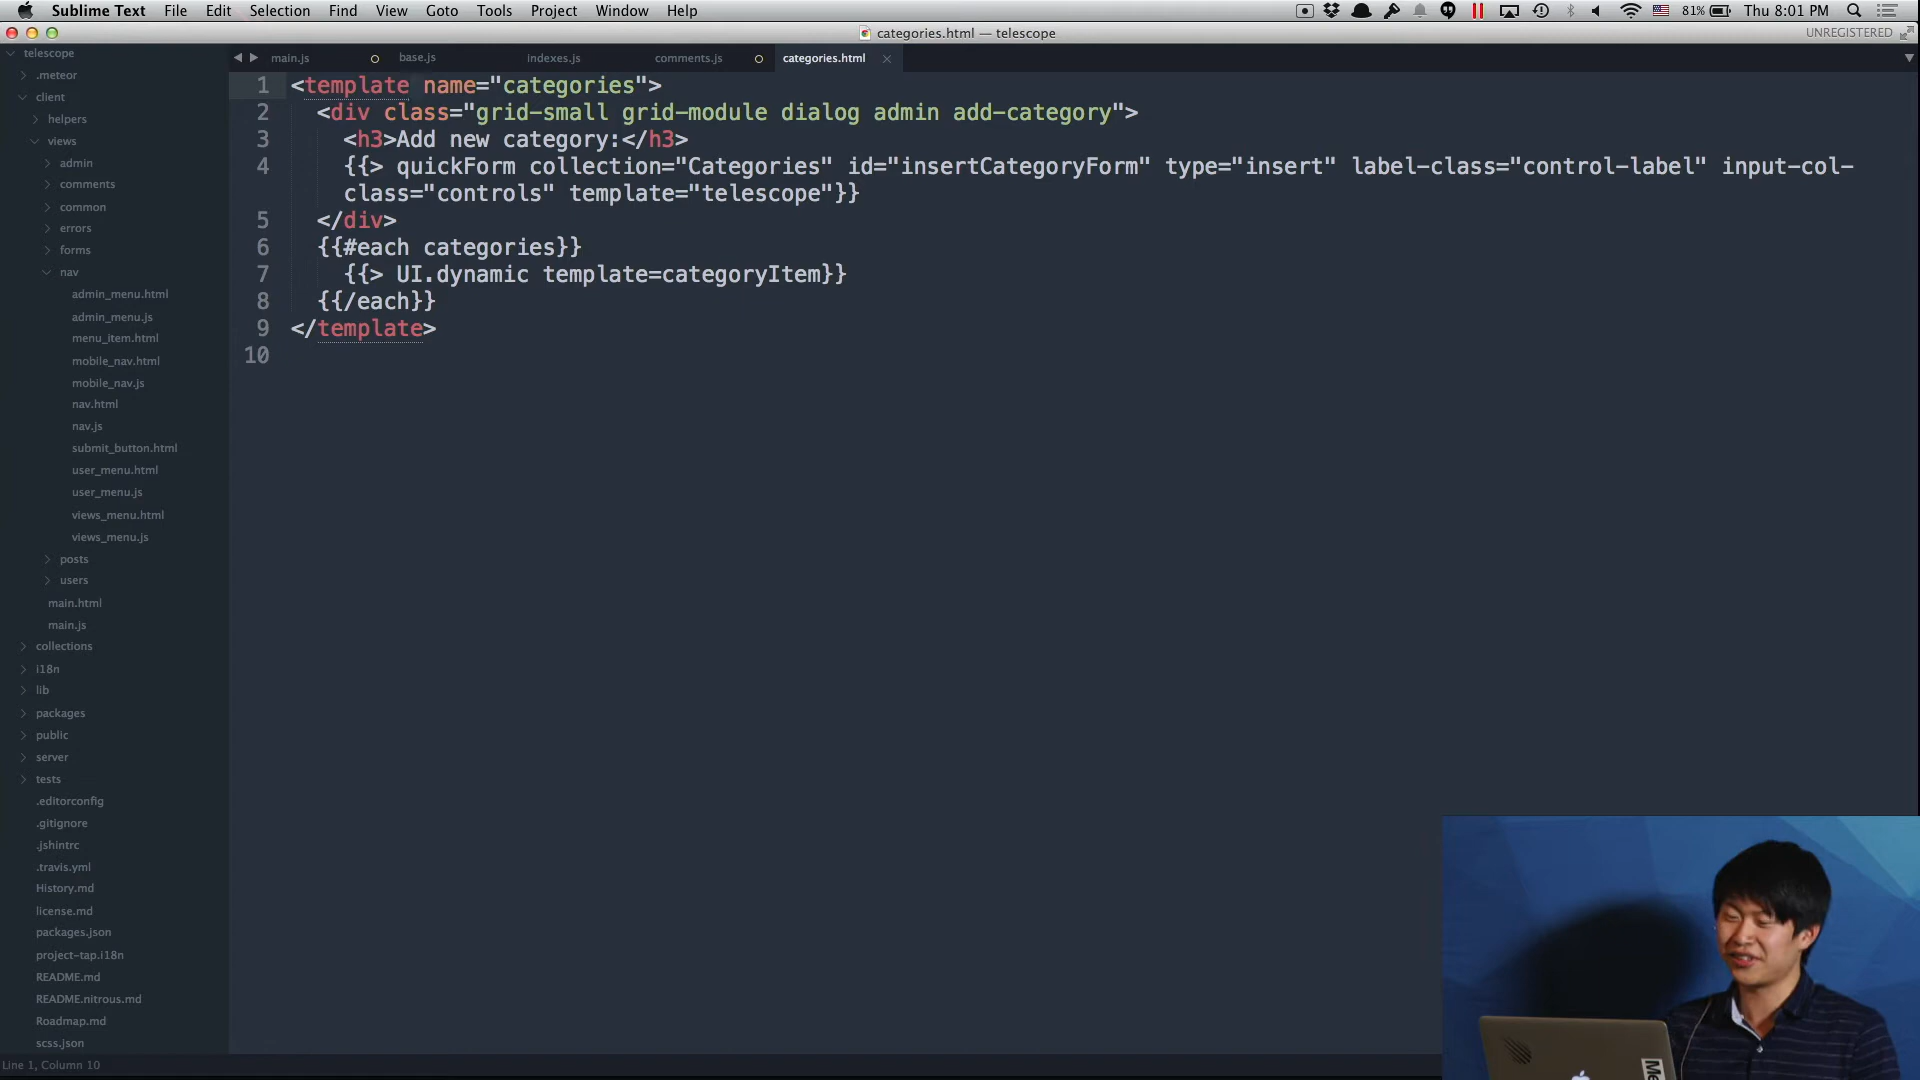 Sublime Text File Edit Selection Find View Goto Tools Project Window Help 81% Thu 8:01 PM
categories.html — telescope UNREGISTERED
main.js base.js indexes.js comments.js categories.html
telescope
.meteor
client
helpers
views
admin
comments
common
errors
forms
nav
admin_menu.html
admin_menu.js
menu_item.html
mobile_nav.html
mobile_nav.js
nav.html
nav.js
submit_button.html
user_menu.html
user_menu.js
views_menu.html
views_menu.js
posts
users
main.html
main.js
collections
i18n
lib
packages
public
server
tests
.editorconfig
.gitignore
.jshintrc
.travis.yml
History.md
license.md
packages.json
project-tap.i18n
README.md
README.nitrous.md
Roadmap.md
scss.json
1 <template name="categories">
2 <div class="grid-small grid-module dialog admin add-category">
3 <h3>Add new category:</h3>
4 {{> quickForm collection="Categories" id="insertCategoryForm" type="insert" label-class="control-label" input-col-
class="controls" template="telescope"}}
5 </div>
6 {{#each categories}}
7 {{> UI.dynamic template=categoryItem}}
8 {{/each}}
9 </template>
10
Line 1, Column 10